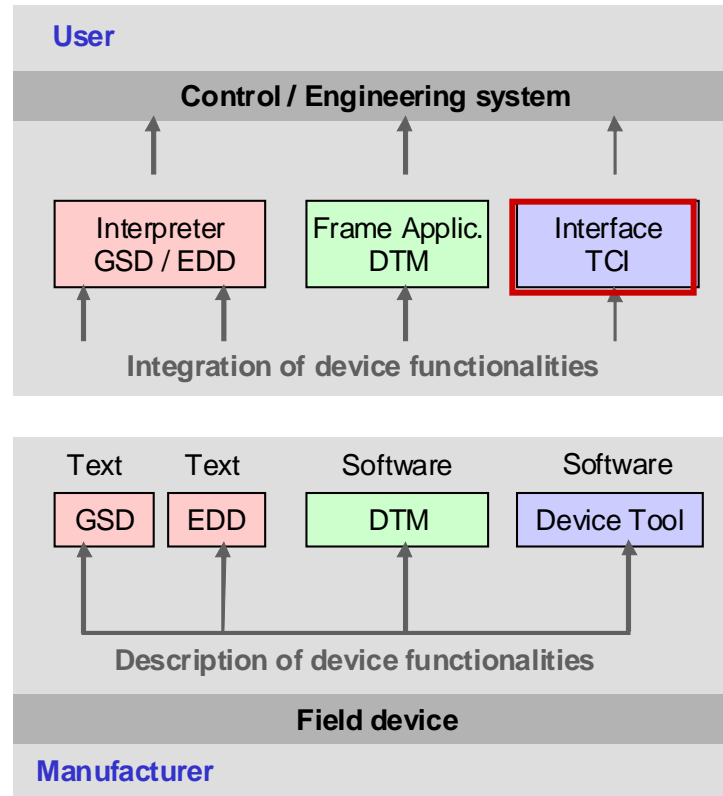 User
Control / Engineering system
Interpreter
GSD / EDD
Frame Applic.
DTM
Interface
TCI
Integration of device functionalities
Text Text Software Software
GSD EDD DTM Device Tool
Description of device functionalities
Field device
Manufacturer